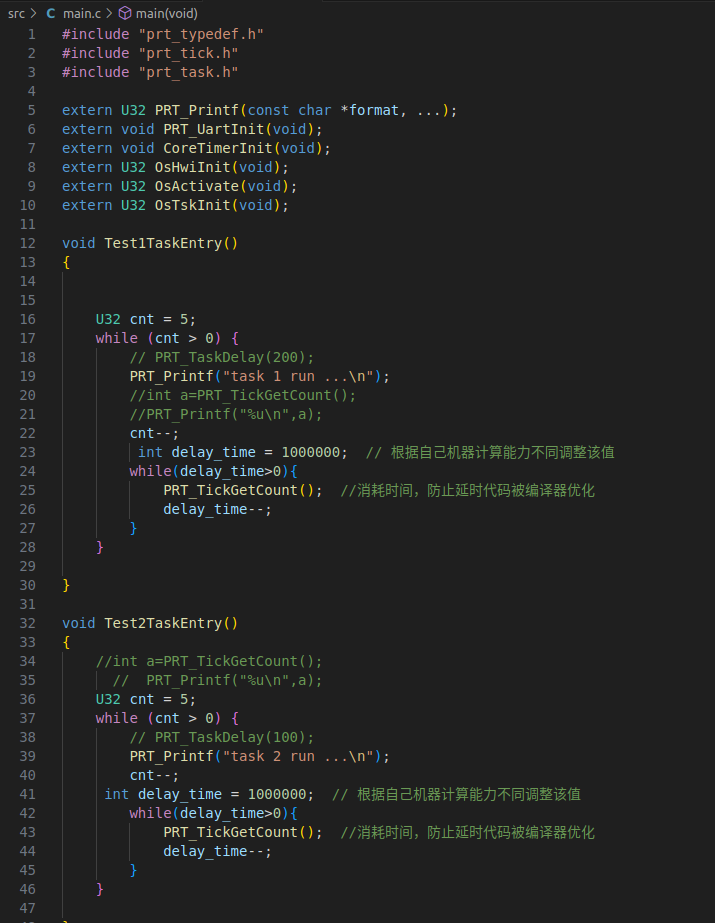 src > C main.c > main(void)
1 #include "prt_typedef.h"
2 #include "prt_tick.h"
3 #include "prt_task.h"
4
5 extern U32 PRT_Printf(const char *format, ...);
6 extern void PRT_UartInit(void);
7 extern void CoreTimerInit(void);
8 extern U32 OsHwiInit(void);
9 extern U32 OsActivate(void);
10 extern U32 OsTskInit(void);
11
12 void Test1TaskEntry()
13 {
14
15
16     U32 cnt = 5;
17     while (cnt > 0) {
18         // PRT_TaskDelay(200);
19         PRT_Printf("task 1 run ...\n");
20         //int a=PRT_TickGetCount();
21         //PRT_Printf("%u\n",a);
22         cnt--;
23          int delay_time = 1000000;  // 根据自己机器计算能力不同调整该值
24         while(delay_time>0){
25             PRT_TickGetCount();  //消耗时间，防止延时代码被编译器优化
26             delay_time--;
27         }
28     }
29
30 }
31
32 void Test2TaskEntry()
33 {
34     //int a=PRT_TickGetCount();
35       //  PRT_Printf("%u\n",a);
36     U32 cnt = 5;
37     while (cnt > 0) {
38         // PRT_TaskDelay(100);
39         PRT_Printf("task 2 run ...\n");
40         cnt--;
41      int delay_time = 1000000;  // 根据自己机器计算能力不同调整该值
42         while(delay_time>0){
43             PRT_TickGetCount();  //消耗时间，防止延时代码被编译器优化
44             delay_time--;
45         }
46     }
47